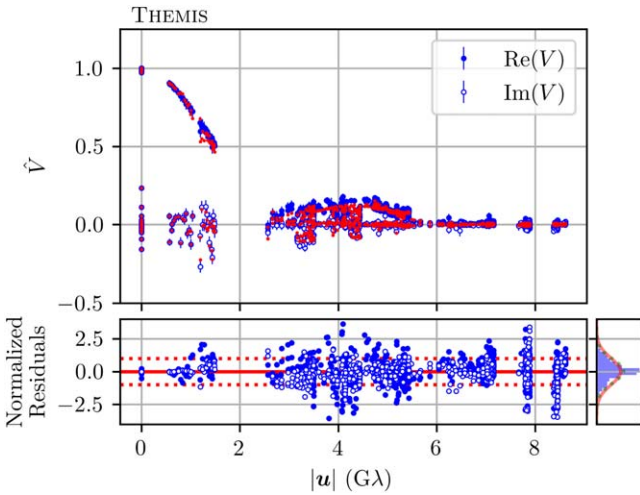 THEMIS
Re(V)
Im(V)
1.0
0.5
0.0
−0.5
V̂
2.5
0.0
−2.5
Normalized
Residuals
0 2 4 6 8
|u| (Gλ)